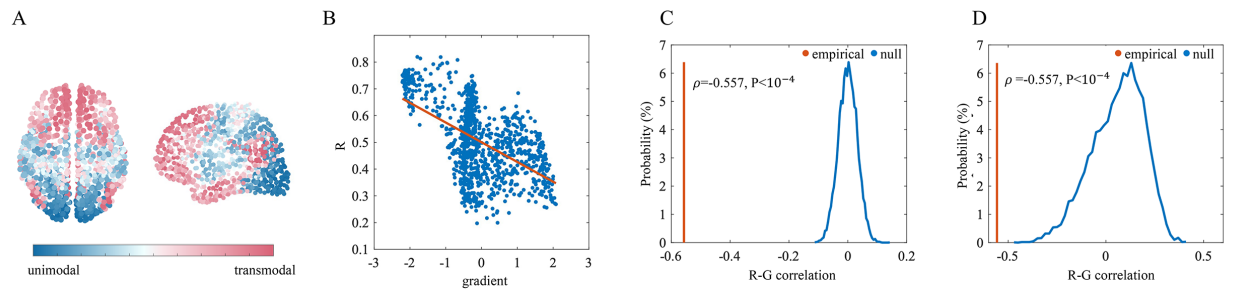 A
unimodal
transmodal
B
R
0.8
0.7
0.6
0.5
0.4
0.3
0.2
0.1
-3
-2
-1
0
1
2
3
gradient
C
Probability (%)
7
6
5
4
3
2
1
0
empirical null
ρ=-0.557, P<10⁻⁴
-0.6
-0.4
-0.2
0
0.2
R-G correlation
D
Probability (%)
7
6
5
4
3
2
1
0
empirical null
ρ =-0.557, P<10⁻⁴
-0.5
0
0.5
R-G correlation